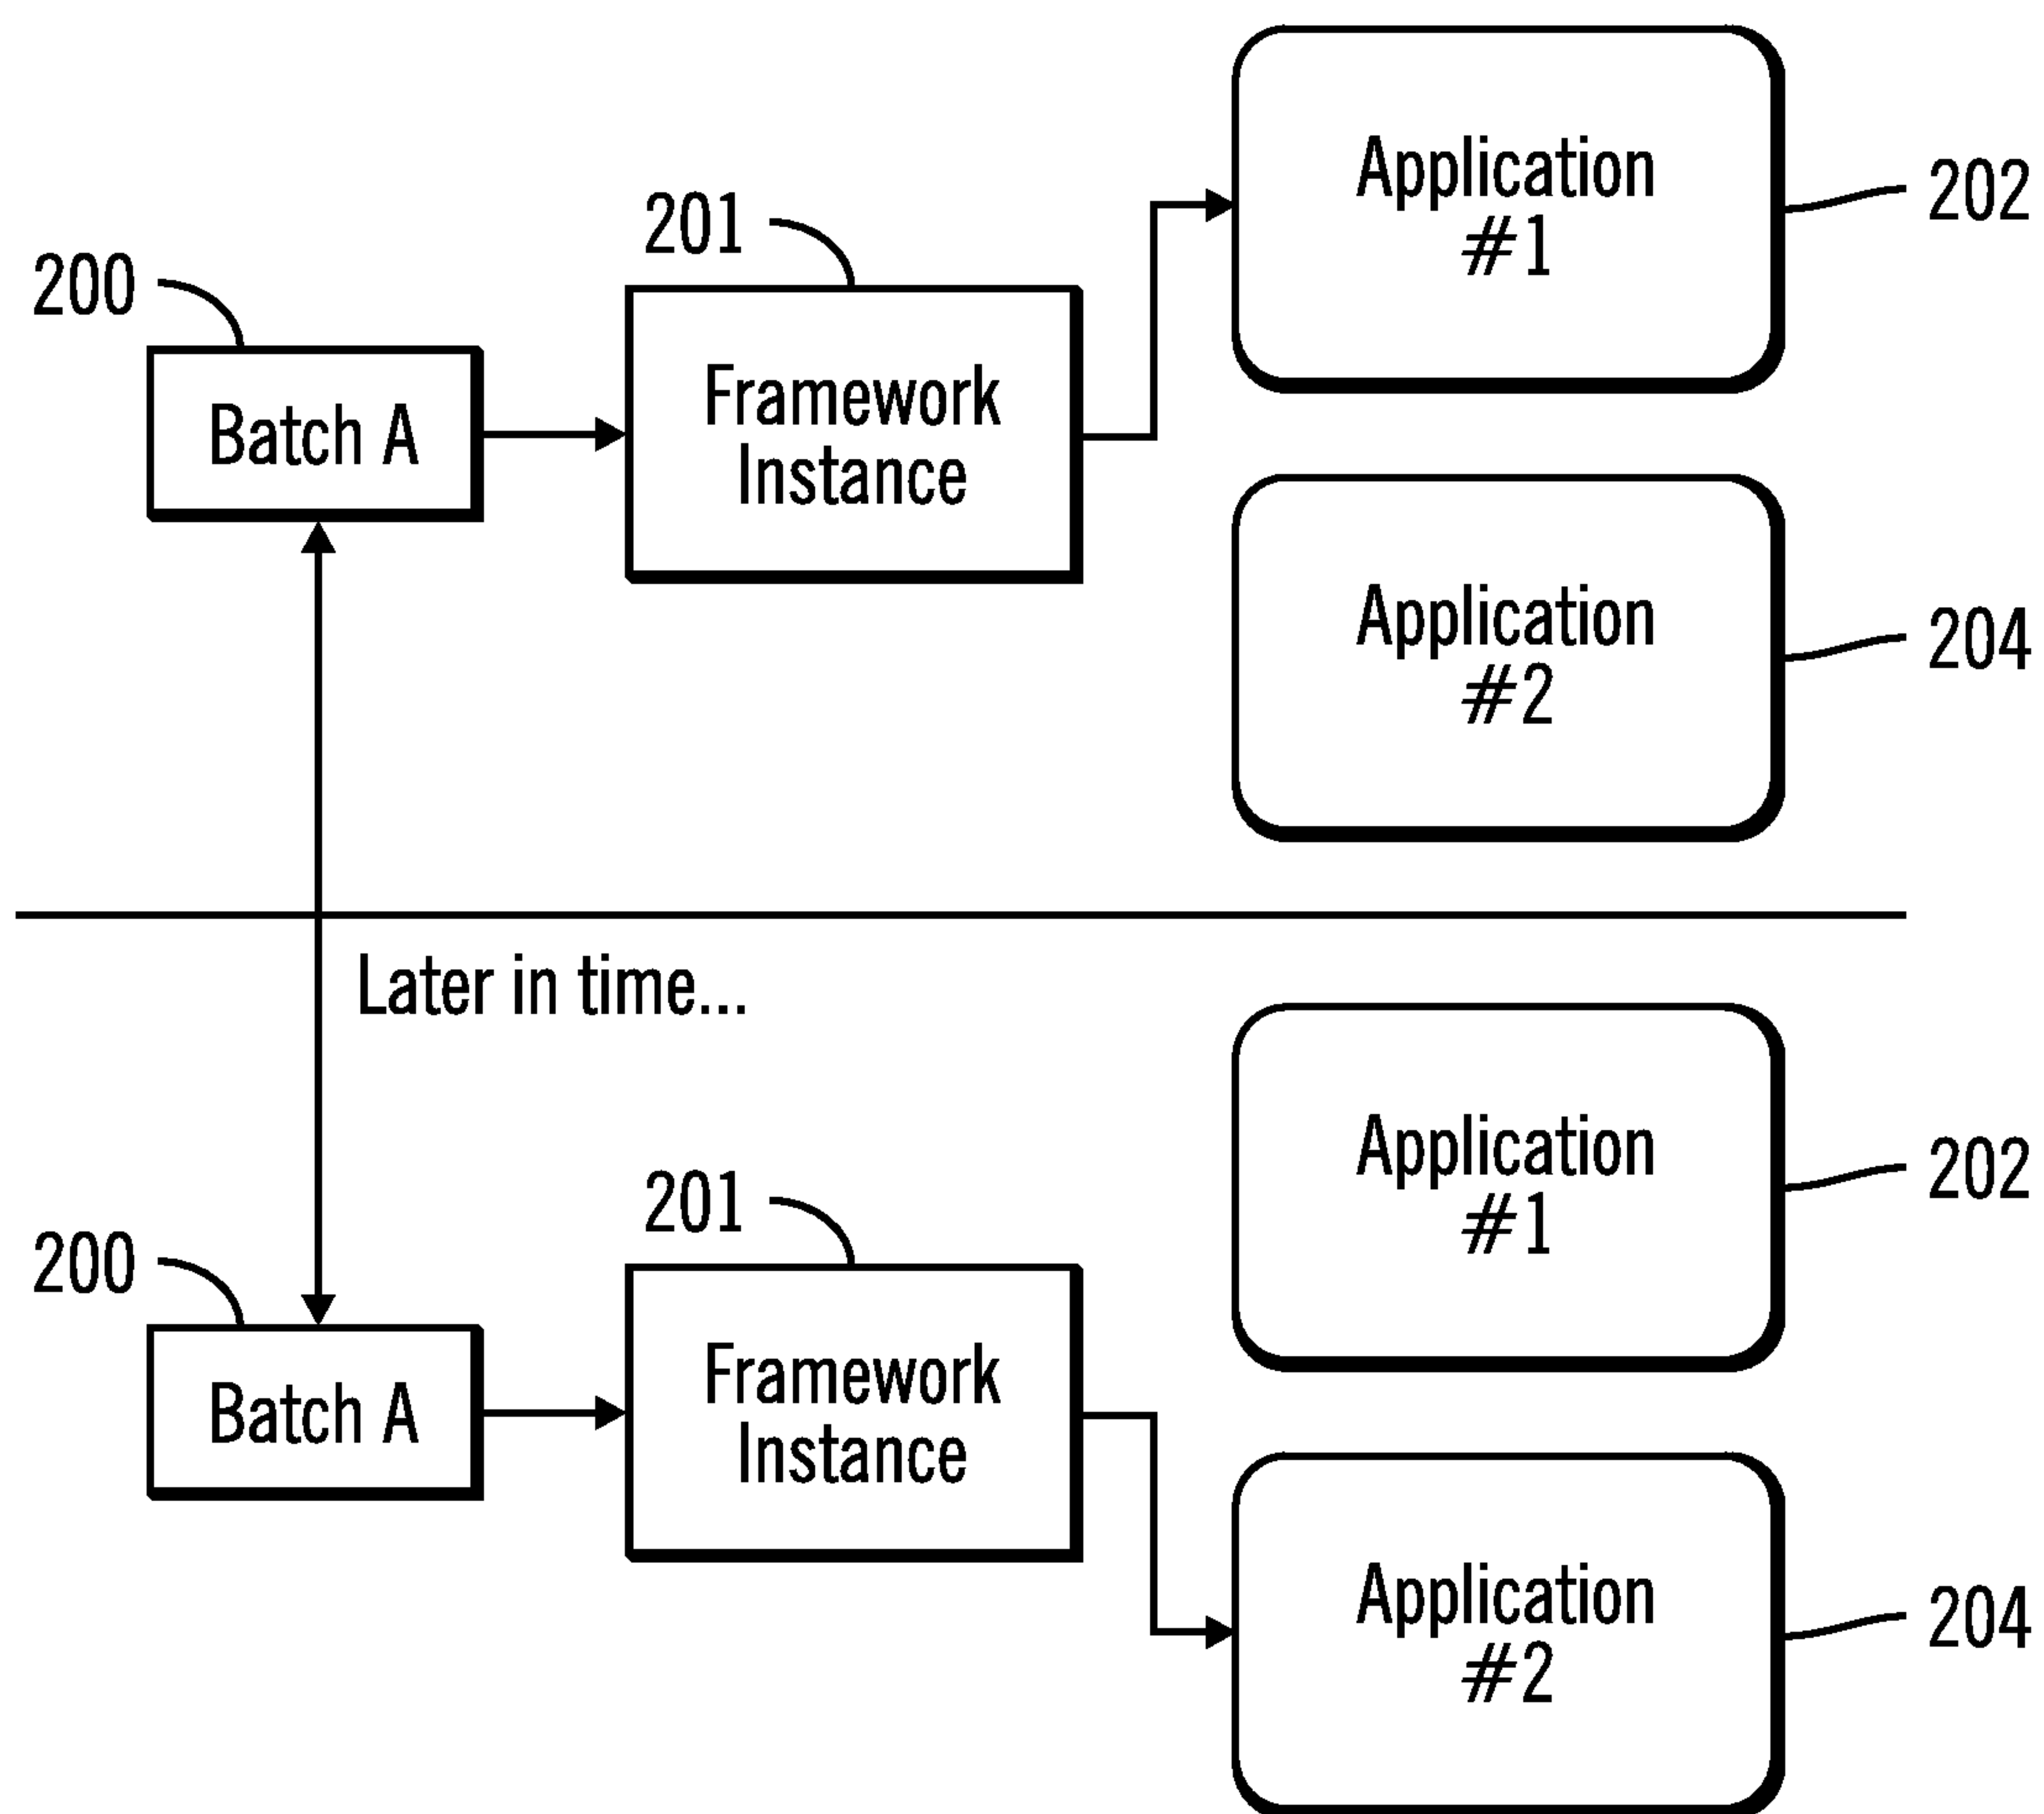 Application
#1
202
201
200
Framework
Instance
Batch A
Application
#2
204
Later in time...
Application
#1
202
201
200
Framework
Instance
Batch A
Application
#2
204